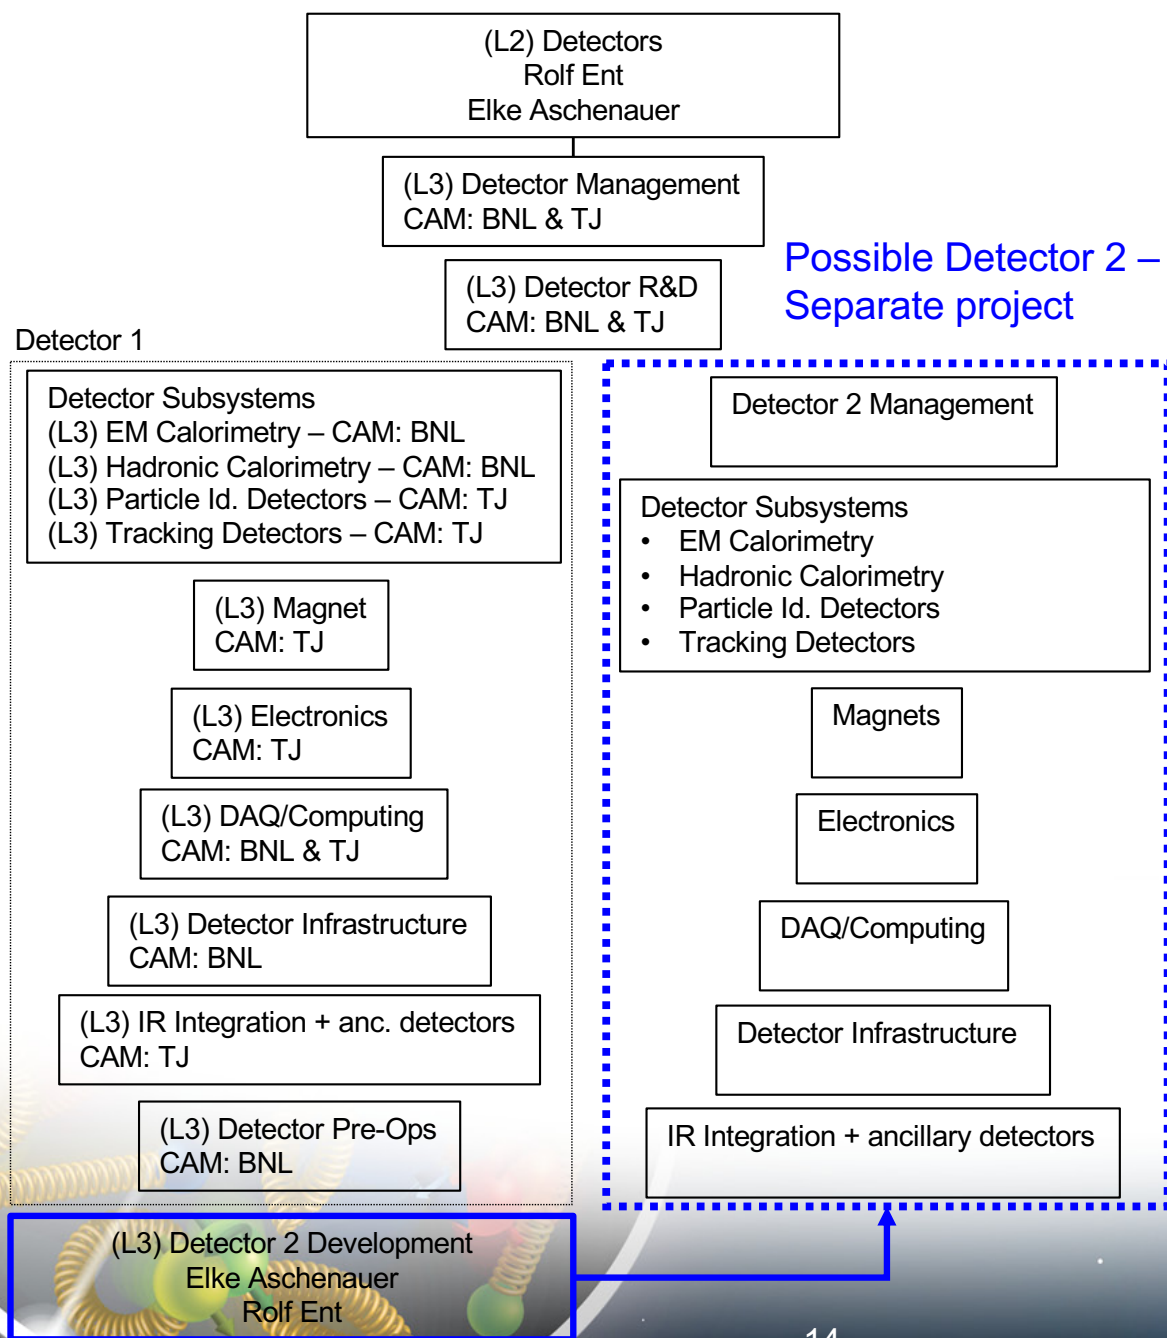 (L2) Detectors
Rolf Ent
Elke Aschenauer
(L3) Detector Management
CAM: BNL & TJ
(L3) Detector R&D
CAM: BNL & TJ
Possible Detector 2 –
Separate project
Detector 1
Detector Subsystems
(L3) EM Calorimetry – CAM: BNL
(L3) Hadronic Calorimetry – CAM: BNL
(L3) Particle Id. Detectors – CAM: TJ
(L3) Tracking Detectors – CAM: TJ
(L3) Magnet
CAM: TJ
(L3) Electronics
CAM: TJ
(L3) DAQ/Computing
CAM: BNL & TJ
(L3) Detector Infrastructure
CAM: BNL
(L3) IR Integration + anc. detectors
CAM: TJ
(L3) Detector Pre-Ops
CAM: BNL
(L3) Detector 2 Development
Elke Aschenauer
Rolf Ent
Detector 2 Management
Detector Subsystems
• EM Calorimetry
• Hadronic Calorimetry
• Particle Id. Detectors
• Tracking Detectors
Magnets
Electronics
DAQ/Computing
Detector Infrastructure
IR Integration + ancillary detectors
14